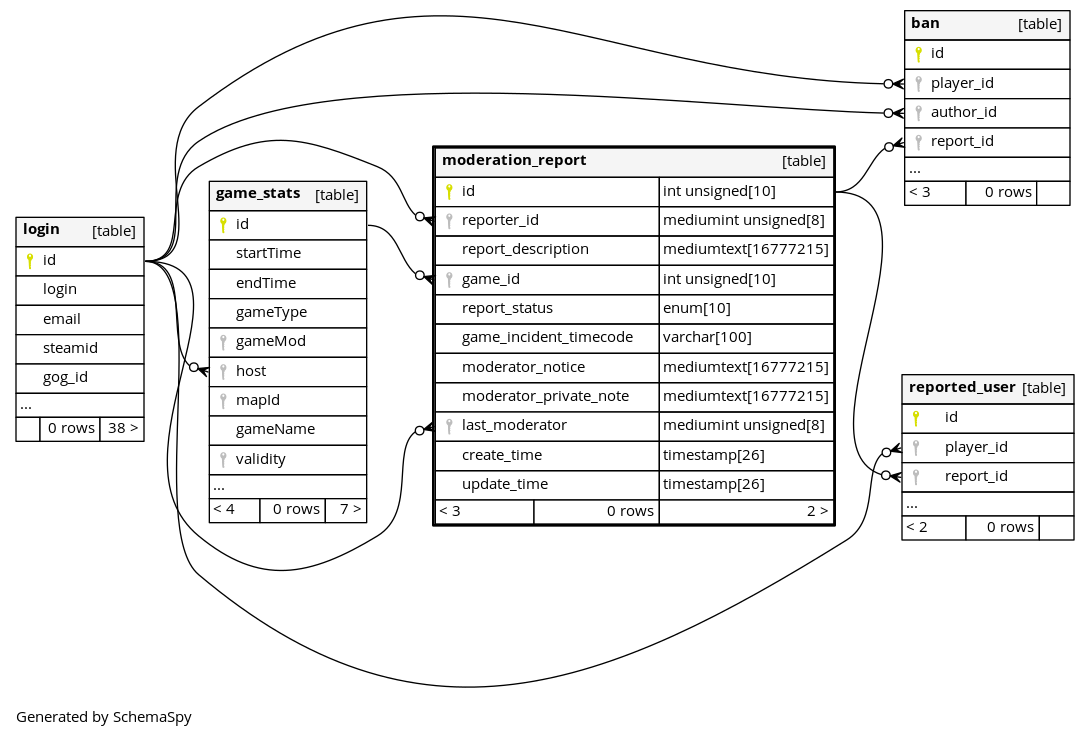 login [table]
id
login
email
steamid
gog_id
...
0 rows 38 >
game_stats [table]
id
startTime
endTime
gameType
gameMod
host
mapId
gameName
validity
...
< 4 0 rows 7 >
moderation_report [table]
id int unsigned[10]
reporter_id mediumint unsigned[8]
report_description mediumtext[16777215]
game_id int unsigned[10]
report_status enum[10]
game_incident_timecode varchar[100]
moderator_notice mediumtext[16777215]
moderator_private_note mediumtext[16777215]
last_moderator mediumint unsigned[8]
create_time timestamp[26]
update_time timestamp[26]
< 3 0 rows 2 >
ban [table]
id
player_id
author_id
report_id
...
< 3 0 rows
reported_user [table]
id
player_id
report_id
...
< 2 0 rows
Generated by SchemaSpy